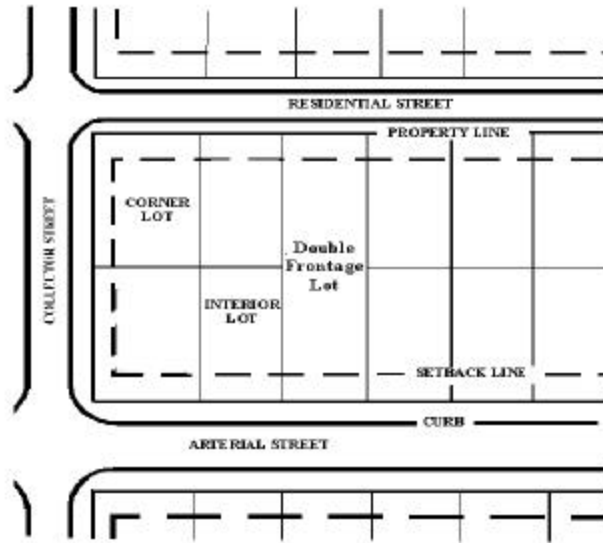 RESIDENTIAL STREET
PROPERTY LINE
CORNER
LOT
COLLECTOR STREET
Double
Frontage
Lot
INTERIOR
LOT
SETBACK LINE
CURB
ARTERIAL STREET